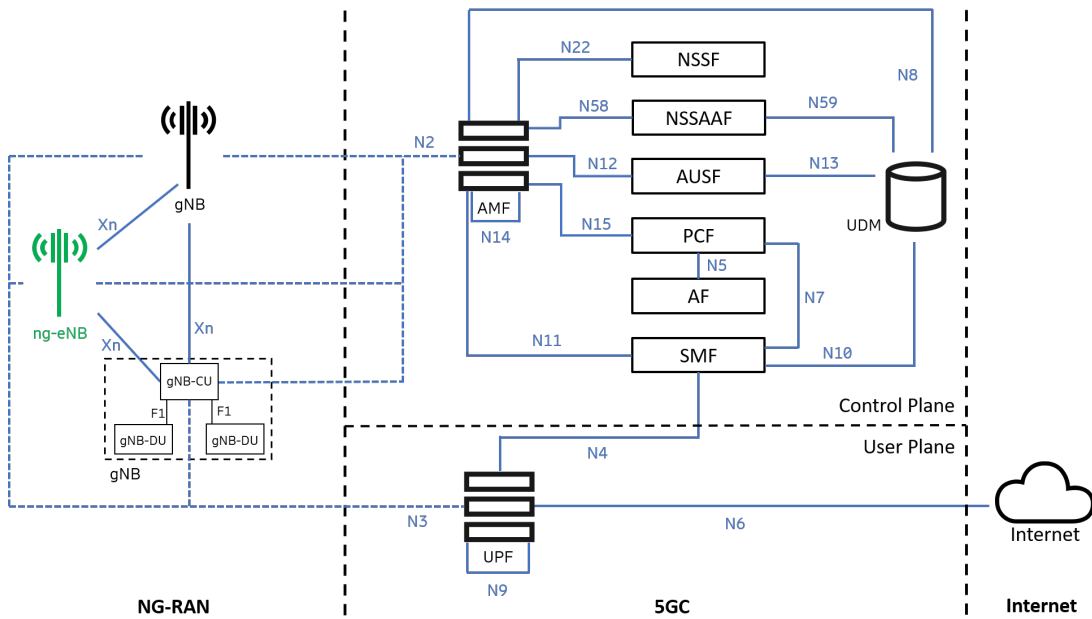 NSSF
N22
N8
N58
NSSAAF
N59
N2
N12
AUSF
N13
gNB
Xn
AMF
N14
N15
PCF
UDM
N5
AF
N7
ng-eNB
Xn
Xn
N11
SMF
N10
gNB-CU
F1
F1
gNB-DU
gNB-DU
gNB
Control Plane
User Plane
N4
N3
N6
Internet
UPF
N9
NG-RAN
5GC
Internet